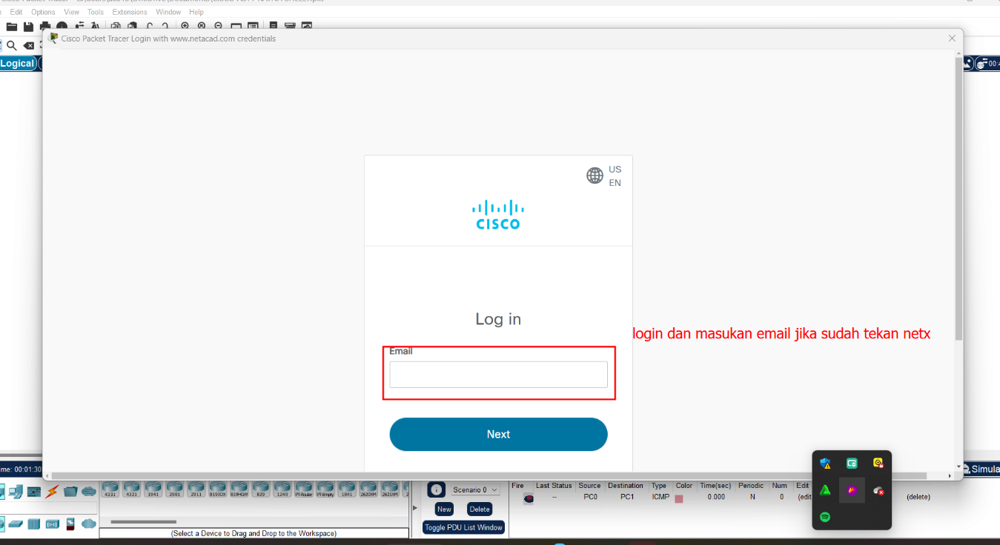 Edit Options View Tools Extensions Window Help
Cisco Packet Tracer Login with www.netacad.com credentials
Logical
US
EN
CISCO
Log in
login dan masukan email jika sudah tekan netx
Email
Next
me: 00:01:30
Simula
4331 4321 1941 2901 2911 819IOX 819HGW 829 1240 PT-Router PT-Empty 1841 2620XM 2621XM 2
(Select a Device to Drag and Drop to the Workspace)
Scenario 0
New Delete
Toggle PDU List Window
Fire Last Status Source Destination Type Color Time(sec) Periodic Num Edit
-- PC0 PC1 ICMP 0.000 N 0 (edit (delete)